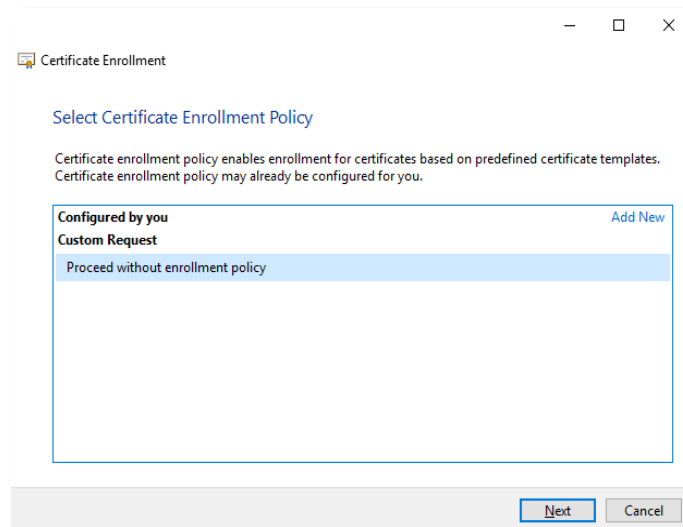 Certificate Enrollment
Select Certificate Enrollment Policy
Certificate enrollment policy enables enrollment for certificates based on predefined certificate templates.
Certificate enrollment policy may already be configured for you.
Configured by you Add New
Custom Request
Proceed without enrollment policy
Next Cancel